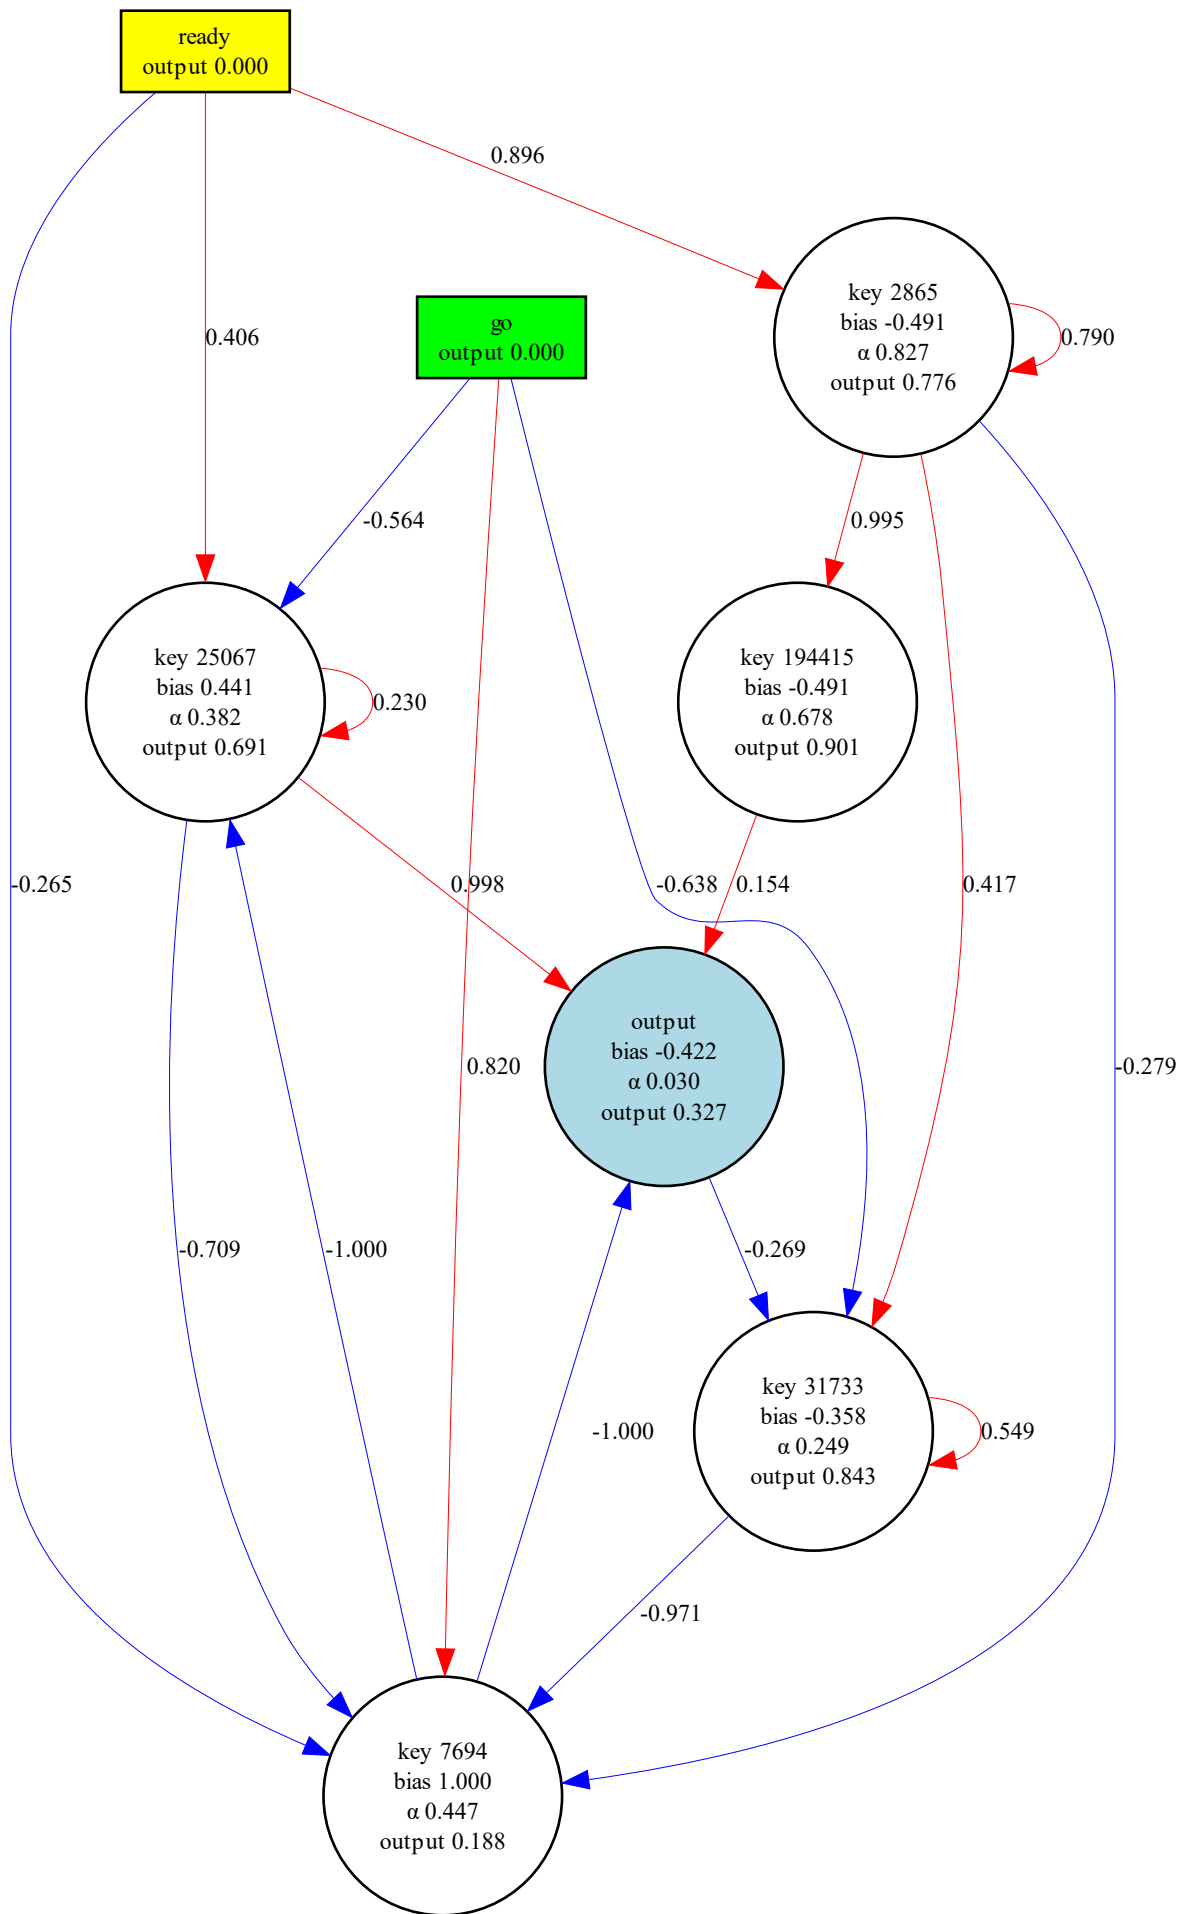 ready
output 0.000
0.896
key 2865
bias -0.491
α 0.827
output 0.776
0.790
go
output 0.000
0.406
-0.564
0.995
key 25067
bias 0.441
α 0.382
output 0.691
0.230
key 194415
bias -0.491
α 0.678
output 0.901
-0.265
0.998
-0.638
0.154
0.417
output
bias -0.422
α 0.030
output 0.327
0.820
-0.279
-0.709
-1.000
-0.269
key 31733
bias -0.358
α 0.249
output 0.843
-1.000
0.549
-0.971
key 7694
bias 1.000
α 0.447
output 0.188